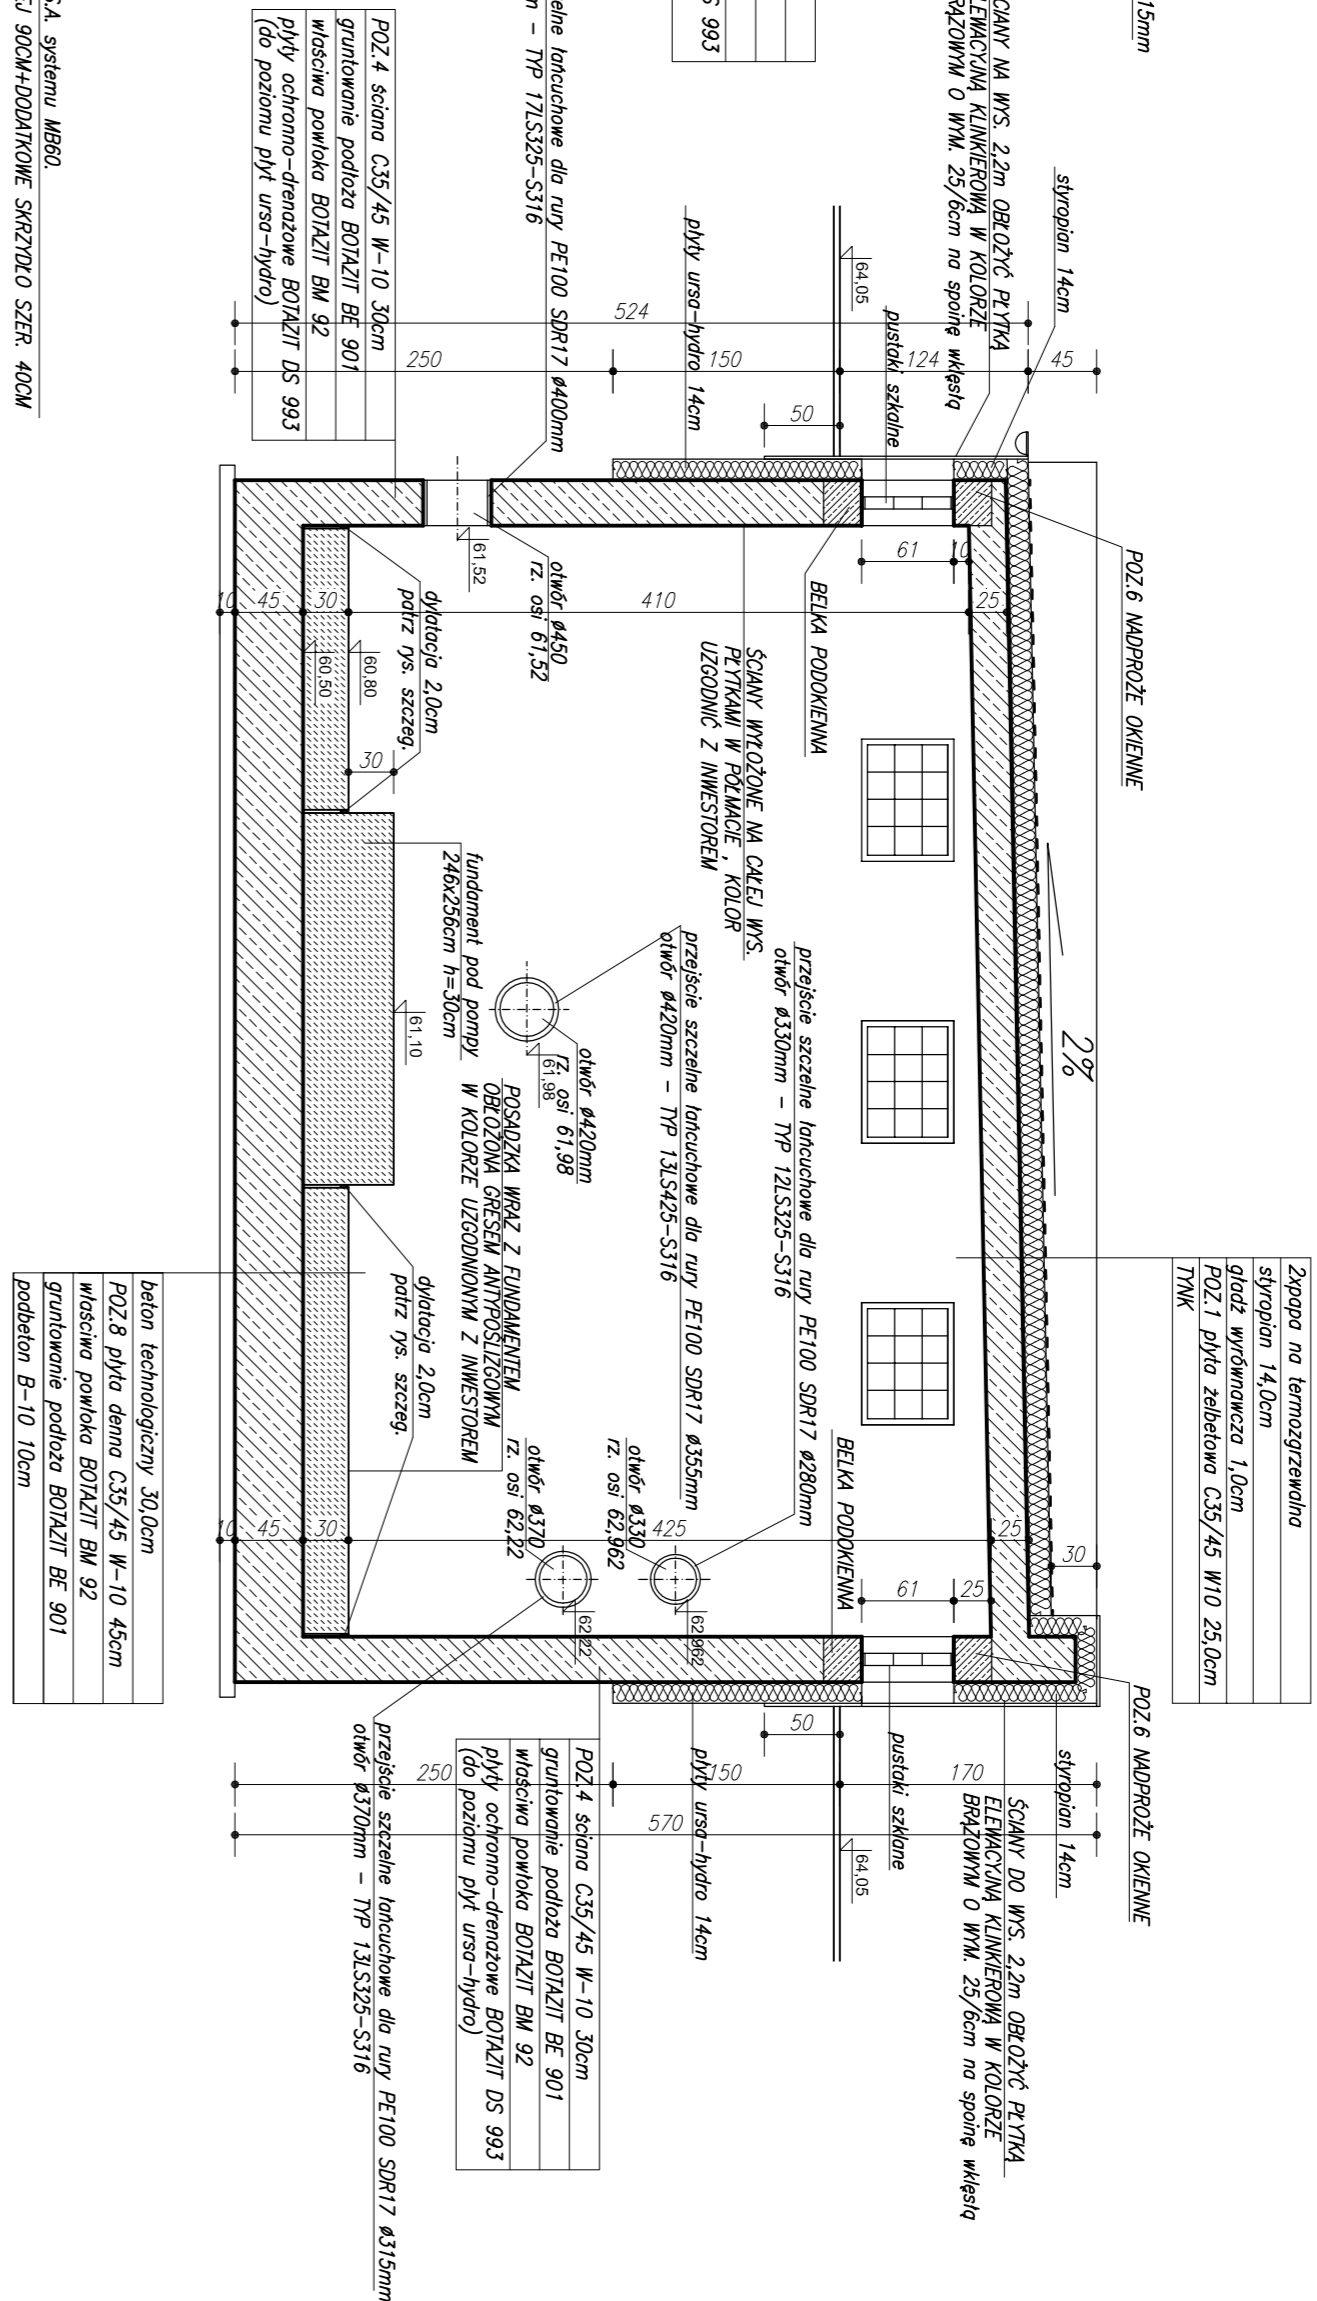 15mm
S 993
ŚCIANY NA WYS. 2,2m OBŁOŻYĆ PŁYTKĄ
ELEWACYJNĄ KLINKIEROWĄ W KOLORZE
BRĄZOWYM O WYM. 25/6cm na spoinę wklęsłą
styropian 14cm
POZ.6 NADPROŻE OKIENNE
2%
2xpapa na termozgrzewalna
styropian 14,0cm
gładź wyrównawcza 1,0cm
POZ.1 płyta żelbetowa C35/45 W10 25,0cm
TYNK
POZ.6 NADPROŻE OKIENNE
styropian 14cm
ŚCIANY DO WYS. 2,2m OBŁOŻYĆ PŁYTKĄ
ELEWACYJNĄ KLINKIEROWĄ W KOLORZE
BRĄZOWYM O WYM. 25/6cm na spoinę wklęsłą
64,05
pustaki szkalne
płyty ursa-hydro 14cm
elne łańcuchowe dla rury PE100 SDR17 ø400mm
m - TYP 17LS325-S316
POZ.4 ściana C35/45 W-10 30cm
gruntowanie podłoża BOTAZIT BE 901
właściwa powłoka BOTAZIT BM 92
płyty ochronno-drenażowe BOTAZIT DS 993
(do poziomu płyt ursa-hydro)
S.A. systemu MB60.
EJ 90CM+DODATKOWE SKRZYDŁO SZER. 40CM
524
45
124
150
250
50
61
10
25
410
30
45
10
30
BELKA PODOKIENNA
ŚCIANY WYŁOŻONE NA CAŁEJ WYS.
PŁYTKAMI W PÓŁMACIE , KOLOR
UZGODNIĆ Z INWESTOREM
otwór ø450
rz. osi 61,52
61,52
dylatacja 2,0cm
patrz rys. szczeg.
60,80
60,50
przejście szczelne łańcuchowe dla rury PE100 SDR17 ø280mm
otwór ø330mm - TYP 12LS325-S316
przejście szczelne łańcuchowe dla rury PE100 SDR17 ø355mm
otwór ø420mm - TYP 13LS425-S316
otwór ø420mm
rz. osi 61,98
61,98
fundament pod pompy
246x256cm h=30cm
61,10
POSADZKA WRAZ Z FUNDAMENTEM
OBŁOŻONA GRESEM ANTYPOŚLIZGOWYM
W KOLORZE UZGODNIONYM Z INWESTOREM
dylatacja 2,0cm
patrz rys. szczeg.
BELKA PODOKIENNA
otwór ø330
rz. osi 62,962
otwór ø370
rz. osi 62,22
62,962
62,22
30
25
61
25
425
30
45
10
beton technologiczny 30,0cm
POZ.8 płyta denna C35/45 W-10 45cm
właściwa powłoka BOTAZIT BM 92
gruntowanie podłoża BOTAZIT BE 901
podbeton B-10 10cm
50
170
150
250
570
pustaki szklane
64,05
płyty ursa-hydro 14cm
POZ.4 ściana C35/45 W-10 30cm
gruntowanie podłoża BOTAZIT BE 901
właściwa powłoka BOTAZIT BM 92
płyty ochronno-drenażowe BOTAZIT DS 993
(do poziomu płyt ursa-hydro)
przejście szczelne łańcuchowe dla rury PE100 SDR17 ø315mm
otwór ø370mm - TYP 13LS325-S316